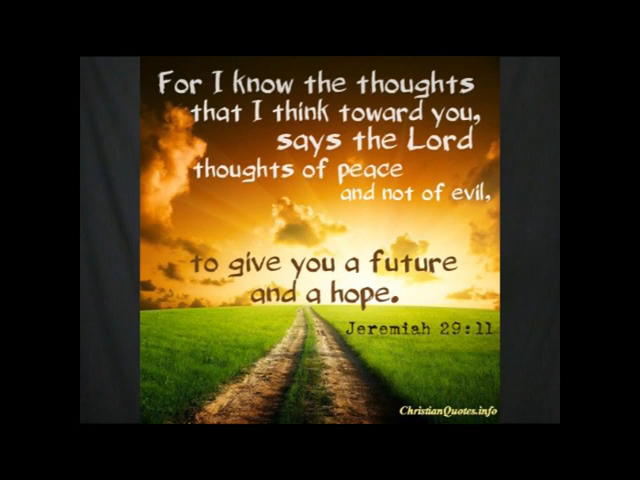 For I know the thoughts
that I think toward you,
says the Lord
thoughts of peace
and not of evil,
to give you a future
and a hope.
Jeremiah 29:11
ChristianQuotes.info